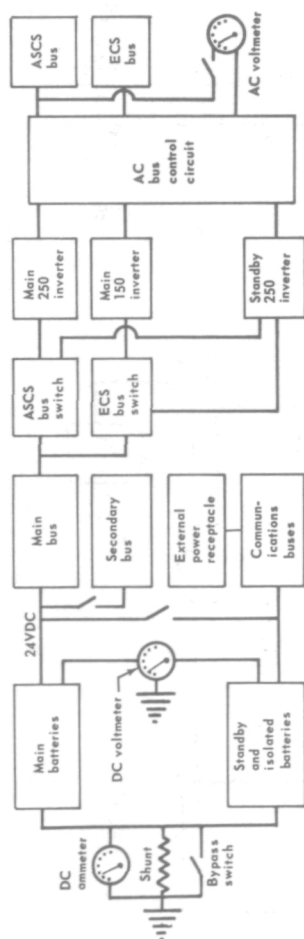 DC
ammeter
Shunt
Bypass
switch
Main
batteries
DC voltmeter
Standby
and
isolated
batteries
24VDC
Main
bus
Secondary
bus
External
power
receptacle
Commun-
ications
buses
ASCS
bus
switch
ECS
bus
switch
Main
250
inverter
Main
150
inverter
Standby
250
inverter
AC
bus
control
circuit
ASCS
bus
ECS
bus
AC voltmeter